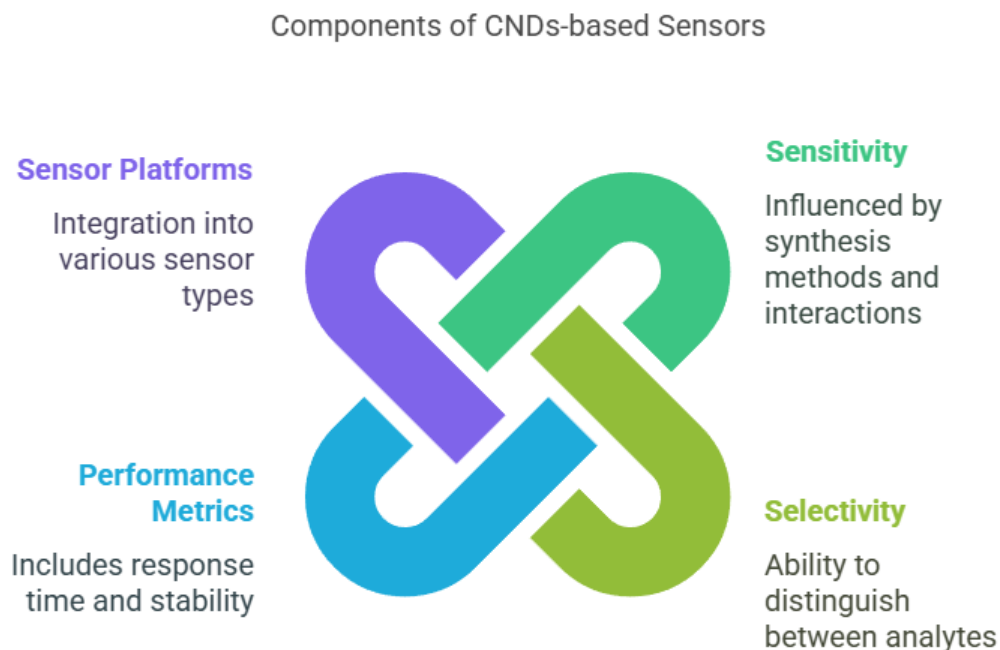 Components of CNDs-based Sensors
Sensor Platforms
Integration into
various sensor
types
Sensitivity
Influenced by
synthesis
methods and
interactions
Performance
Metrics
Includes response
time and stability
Selectivity
Ability to
distinguish
between analytes